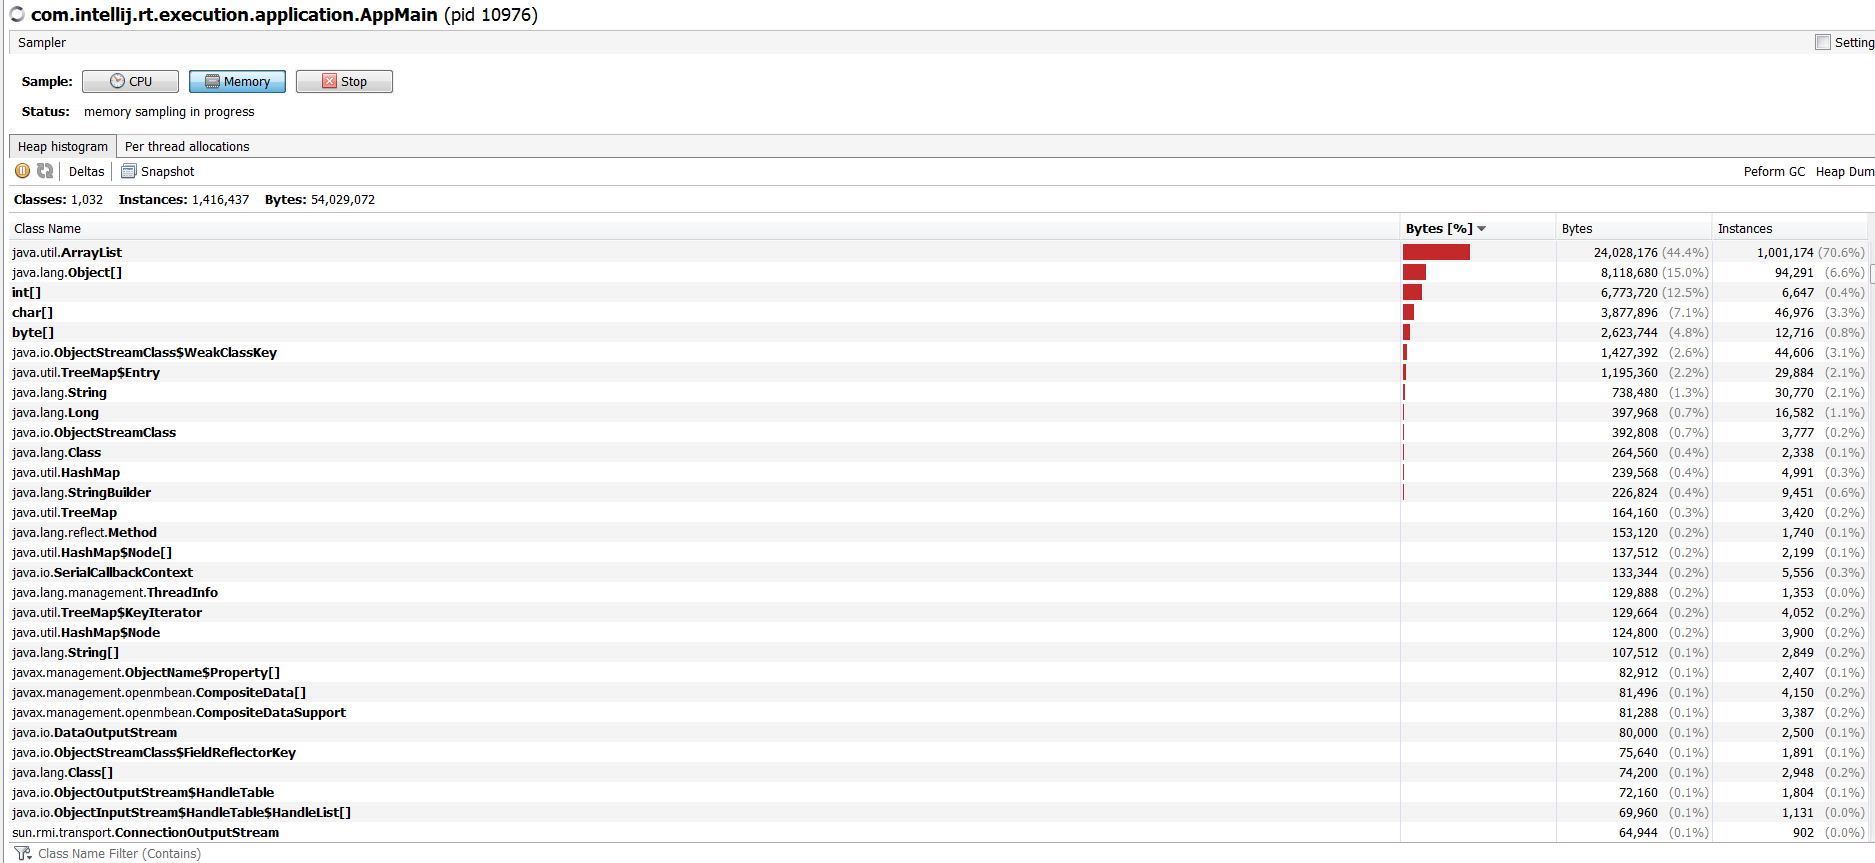 com.intellij.rt.execution.application.AppMain (pid 10976)
Sampler Setting
Sample: CPU Memory Stop
Status: memory sampling in progress
Heap histogram Per thread allocations
Deltas Snapshot Peform GC Heap Dum
Classes: 1,032 Instances: 1,416,437 Bytes: 54,029,072
Class Name Bytes [%] Bytes Instances
java.util.ArrayList 24,028,176 (44.4%) 1,001,174 (70.6%)
java.lang.Object[] 8,118,680 (15.0%) 94,291 (6.6%)
int[] 6,773,720 (12.5%) 6,647 (0.4%)
char[] 3,877,896 (7.1%) 46,976 (3.3%)
byte[] 2,623,744 (4.8%) 12,716 (0.8%)
java.io.ObjectStreamClass$WeakClassKey 1,427,392 (2.6%) 44,606 (3.1%)
java.util.TreeMap$Entry 1,195,360 (2.2%) 29,884 (2.1%)
java.lang.String 738,480 (1.3%) 30,770 (2.1%)
java.lang.Long 397,968 (0.7%) 16,582 (1.1%)
java.io.ObjectStreamClass 392,808 (0.7%) 3,777 (0.2%)
java.lang.Class 264,560 (0.4%) 2,338 (0.1%)
java.util.HashMap 239,568 (0.4%) 4,991 (0.3%)
java.lang.StringBuilder 226,824 (0.4%) 9,451 (0.6%)
java.util.TreeMap 164,160 (0.3%) 3,420 (0.2%)
java.lang.reflect.Method 153,120 (0.2%) 1,740 (0.1%)
java.util.HashMap$Node[] 137,512 (0.2%) 2,199 (0.1%)
java.io.SerialCallbackContext 133,344 (0.2%) 5,556 (0.3%)
java.lang.management.ThreadInfo 129,888 (0.2%) 1,353 (0.0%)
java.util.TreeMap$KeyIterator 129,664 (0.2%) 4,052 (0.2%)
java.util.HashMap$Node 124,800 (0.2%) 3,900 (0.2%)
java.lang.String[] 107,512 (0.1%) 2,849 (0.2%)
javax.management.ObjectName$Property[] 82,912 (0.1%) 2,407 (0.1%)
javax.management.openmbean.CompositeData[] 81,496 (0.1%) 4,150 (0.2%)
javax.management.openmbean.CompositeDataSupport 81,288 (0.1%) 3,387 (0.2%)
java.io.DataOutputStream 80,000 (0.1%) 2,500 (0.1%)
java.io.ObjectStreamClass$FieldReflectorKey 75,640 (0.1%) 1,891 (0.1%)
java.lang.Class[] 74,200 (0.1%) 2,948 (0.2%)
java.io.ObjectOutputStream$HandleTable 72,160 (0.1%) 1,804 (0.1%)
java.io.ObjectInputStream$HandleTable$HandleList[] 69,960 (0.1%) 1,131 (0.0%)
sun.rmi.transport.ConnectionOutputStream 64,944 (0.1%) 902 (0.0%)
Class Name Filter (Contains)